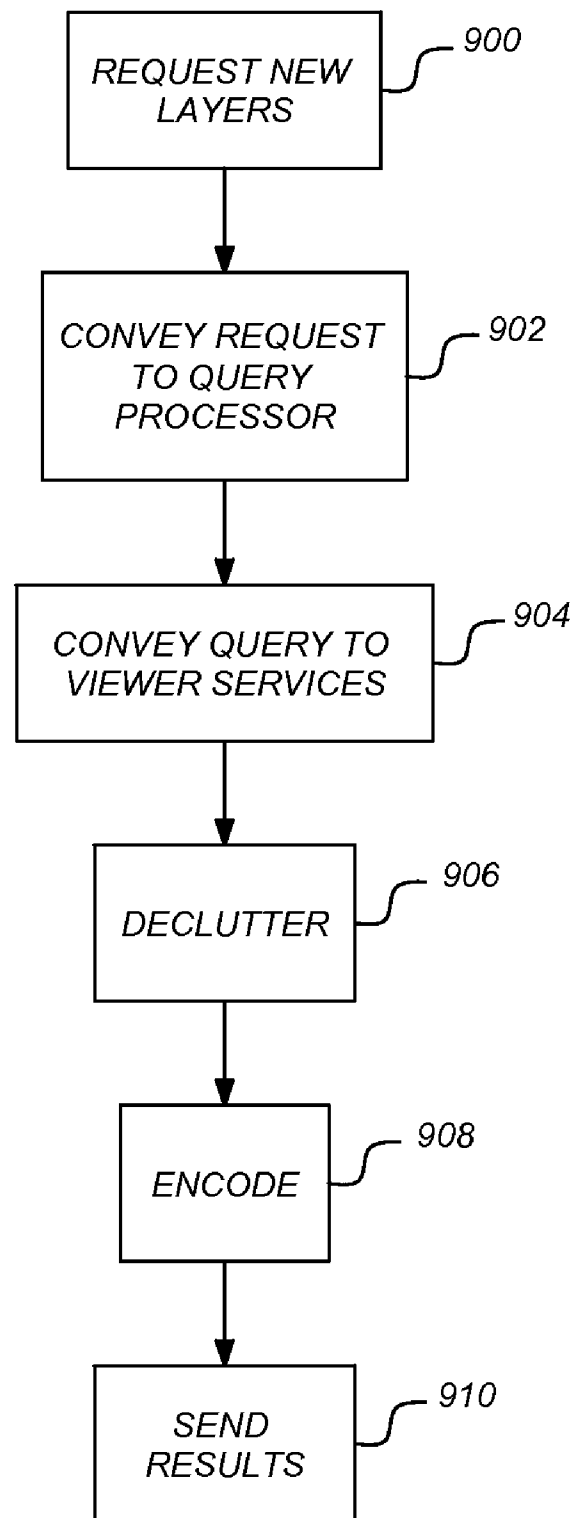 REQUEST NEW
LAYERS
900
CONVEY REQUEST
TO QUERY
PROCESSOR
902
CONVEY QUERY TO
VIEWER SERVICES
904
DECLUTTER
906
ENCODE
908
SEND
RESULTS
910